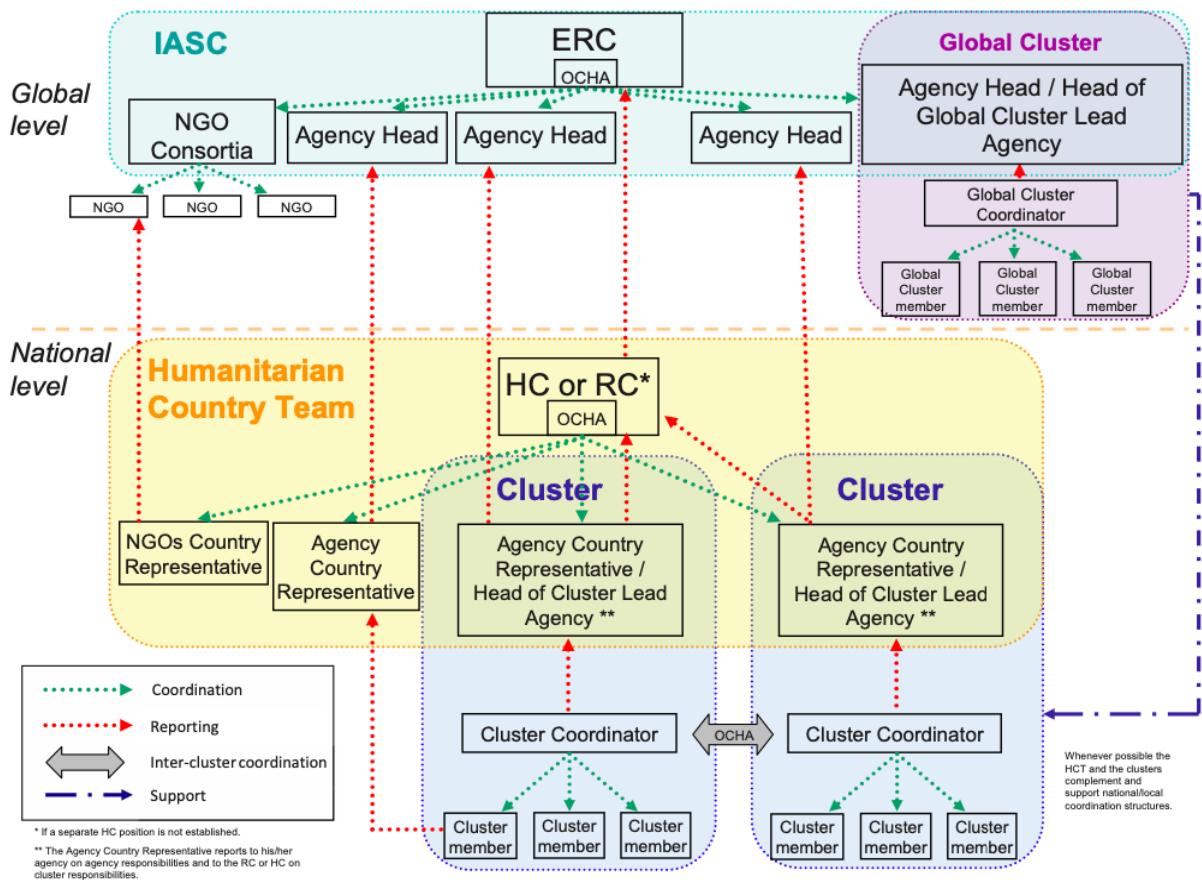 IASC
ERC
OCHA
Global Cluster
Global
level
NGO
Consortia
Agency Head
Agency Head
Agency Head
Agency Head / Head of
Global Cluster Lead
Agency
NGO
NGO
NGO
Global Cluster
Coordinator
Global
Cluster
member
Global
Cluster
member
Global
Cluster
member
National
level
Humanitarian
Country Team
HC or RC*
OCHA
Cluster
Cluster
NGOs Country
Representative
Agency
Country
Representative
Agency Country
Representative /
Head of Cluster Lead
Agency **
Agency Country
Representative /
Head of Cluster Lead
Agency **
Cluster Coordinator
OCHA
Cluster Coordinator
Cluster
member
Cluster
member
Cluster
member
Cluster
member
Cluster
member
Cluster
member
Whenever possible the
HCT and the clusters
complement and
support national/local
coordination structures.
Coordination
Reporting
Inter-cluster coordination
Support
* If a separate HC position is not established.
** The Agency Country Representative reports to his/her
agency on agency responsibilities and to the RC or HC on
cluster responsibilities.